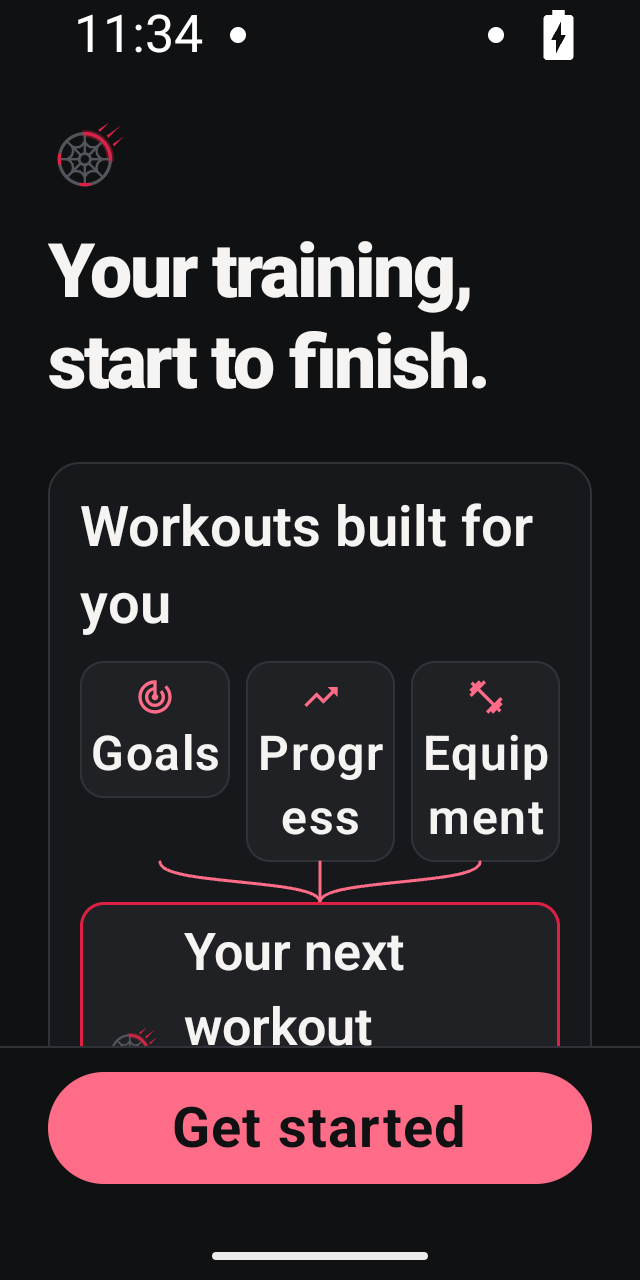 11:34
Your training,
start to finish.
Workouts built for
you
Goals
Progr
ess
Equip
ment
Your next
workout
Get started